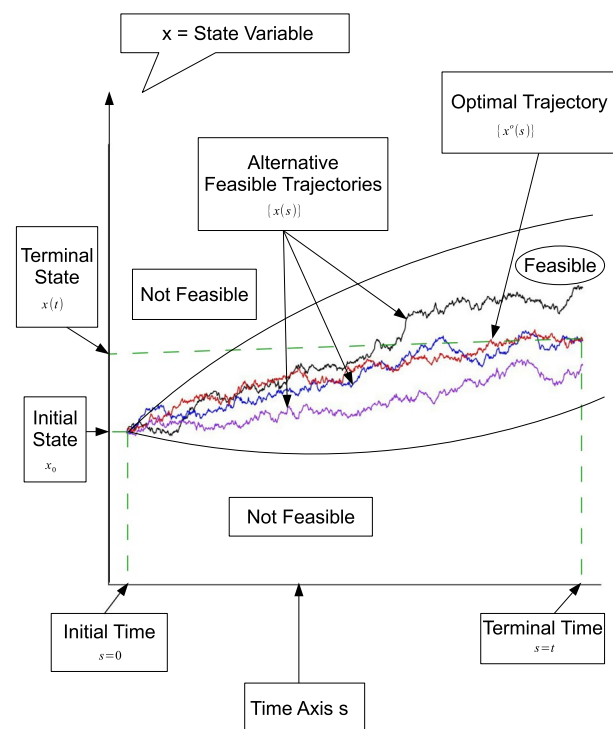 x = State Variable
Optimal Trajectory
{x°(s)}
Alternative
Feasible Trajectories
{x(s)}
Terminal
State
x(t)
Not Feasible
Feasible
Initial
State
x₀
Not Feasible
Initial Time
s=0
Terminal Time
s=t
Time Axis s